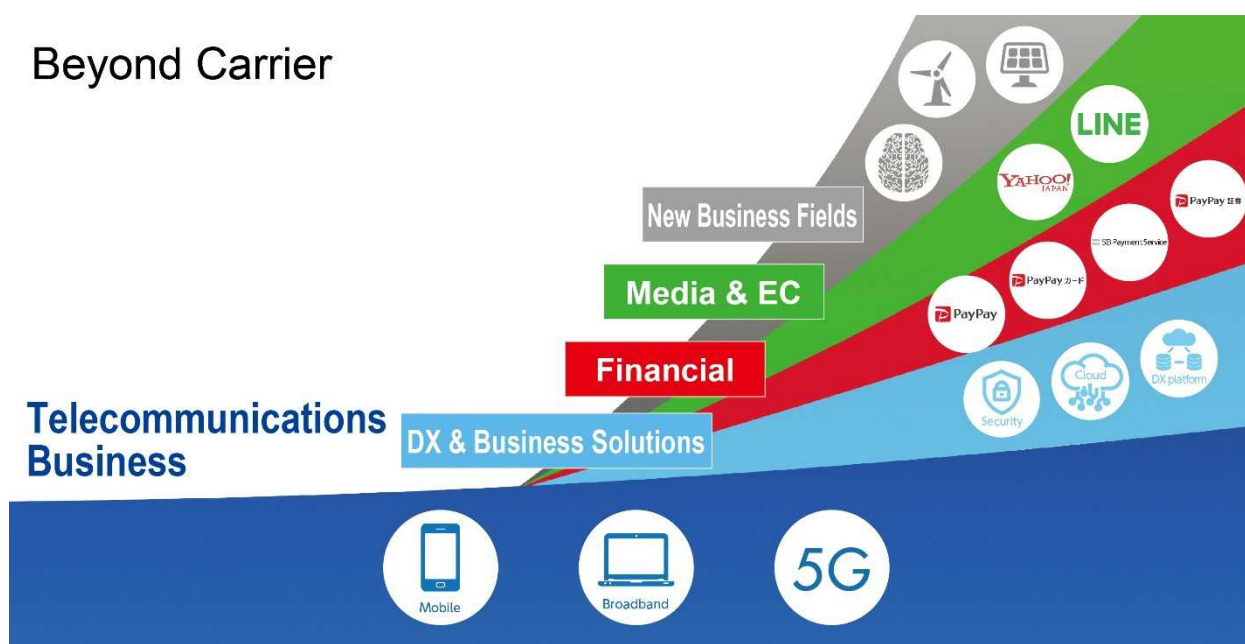 Beyond Carrier
New Business Fields
Media & EC
Financial
DX & Business Solutions
Telecommunications
Business
LINE
YAHOO!
JAPAN
PayPay 証券
SB Payment Service
PayPay カード
PayPay
Security
Cloud
DX platform
Mobile
Broadband
5G